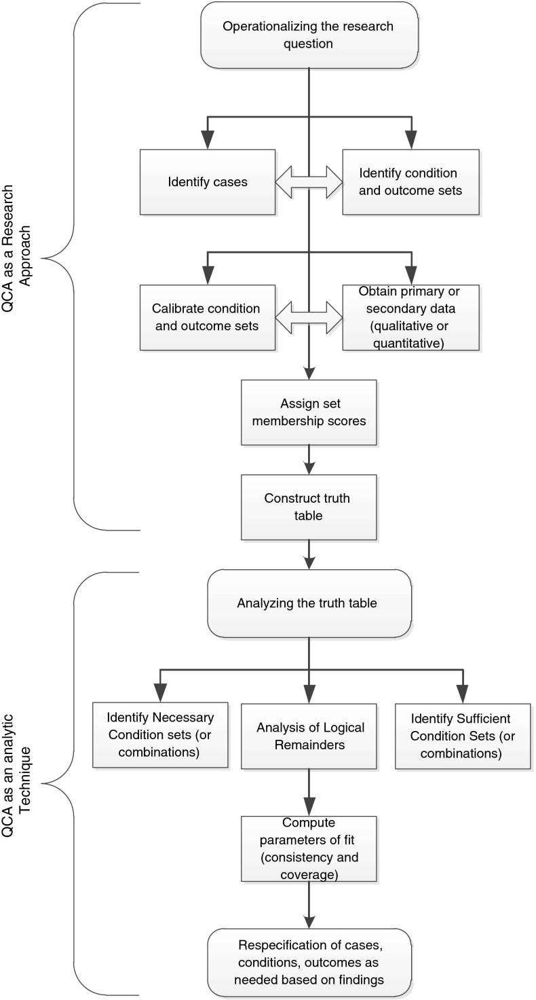 Operationalizing the research
question
QCA as a Research
Approach
Identify cases
Identify condition
and outcome sets
Calibrate condition
and outcome sets
Obtain primary or
secondary data
(qualitative or
quantitative)
Assign set
membership scores
Construct truth
table
Analyzing the truth table
QCA as an analytic
Technique
Identify Necessary
Condition sets (or
combinations)
Analysis of Logical
Remainders
Identify Sufficient
Condition Sets (or
combinations)
Compute
parameters of fit
(consistency and
coverage)
Respecification of cases,
conditions, outcomes as
needed based on findings